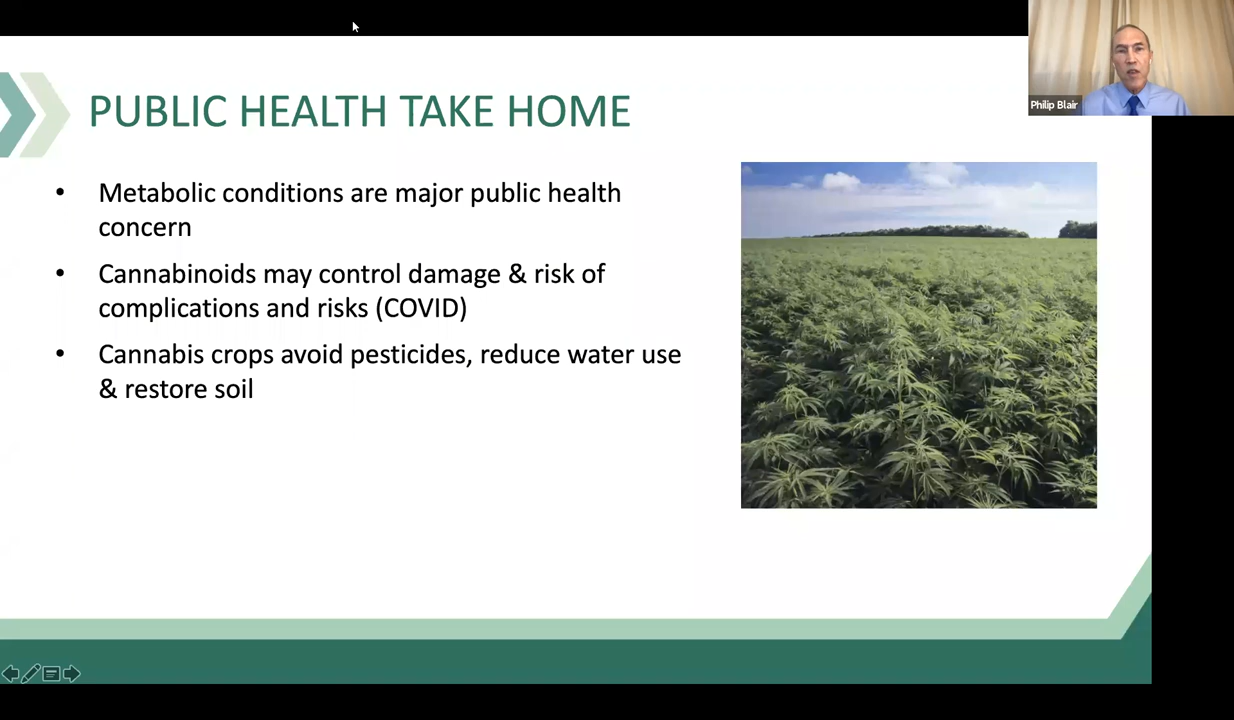 Philip Blair
PUBLIC HEALTH TAKE HOME
• Metabolic conditions are major public health
concern
• Cannabinoids may control damage & risk of
complications and risks (COVID)
• Cannabis crops avoid pesticides, reduce water use
& restore soil